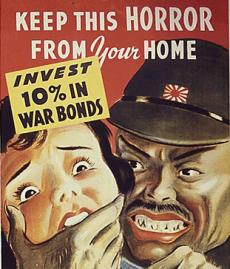 KEEP THIS HORROR
FROM Your HOME
INVEST
10% IN
WAR BONDS